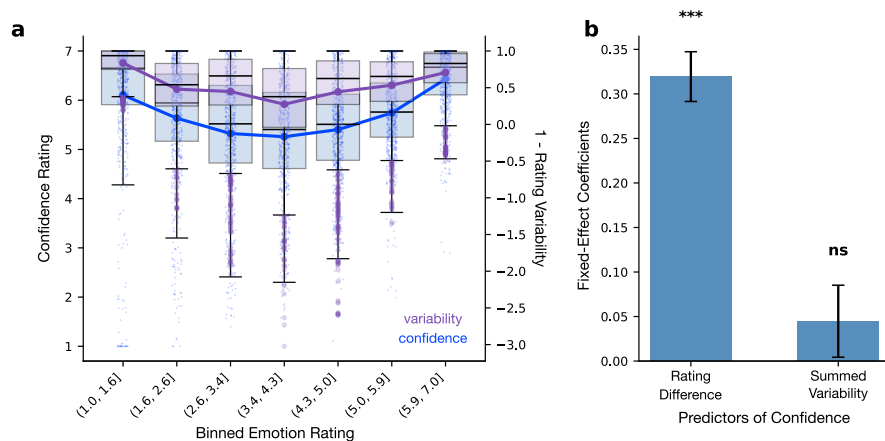 a
7
6
5
4
3
2
1
Confidence Rating
1.0
0.5
0.0
-0.5
-1.0
-1.5
-2.0
-2.5
-3.0
1 - Rating Variability
variability
confidence
(1.0, 1.6]
(1.6, 2.6]
(2.6, 3.4]
(3.4, 4.3]
(4.3, 5.0]
(5.0, 5.9]
(5.9, 7.0]
Binned Emotion Rating
b
***
ns
0.35
0.30
0.25
0.20
0.15
0.10
0.05
0.00
Fixed-Effect Coefficients
Rating
Difference
Summed
Variability
Predictors of Confidence